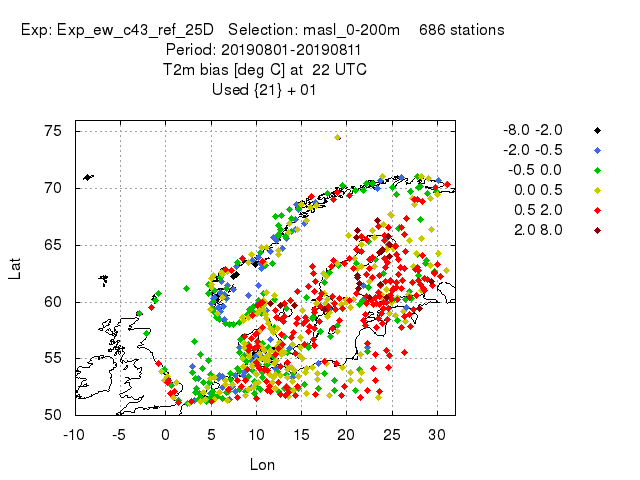 Exp: Exp_ew_c43_ref_25D   Selection: masl_0-200m    686 stations
Period: 20190801-20190811
T2m bias [deg C] at  22 UTC
Used {21} + 01
-8.0 -2.0
-2.0 -0.5
-0.5 0.0
0.0 0.5
0.5 2.0
2.0 8.0
75
70
65
60
55
50
Lat
-10 -5 0 5 10 15 20 25 30
Lon